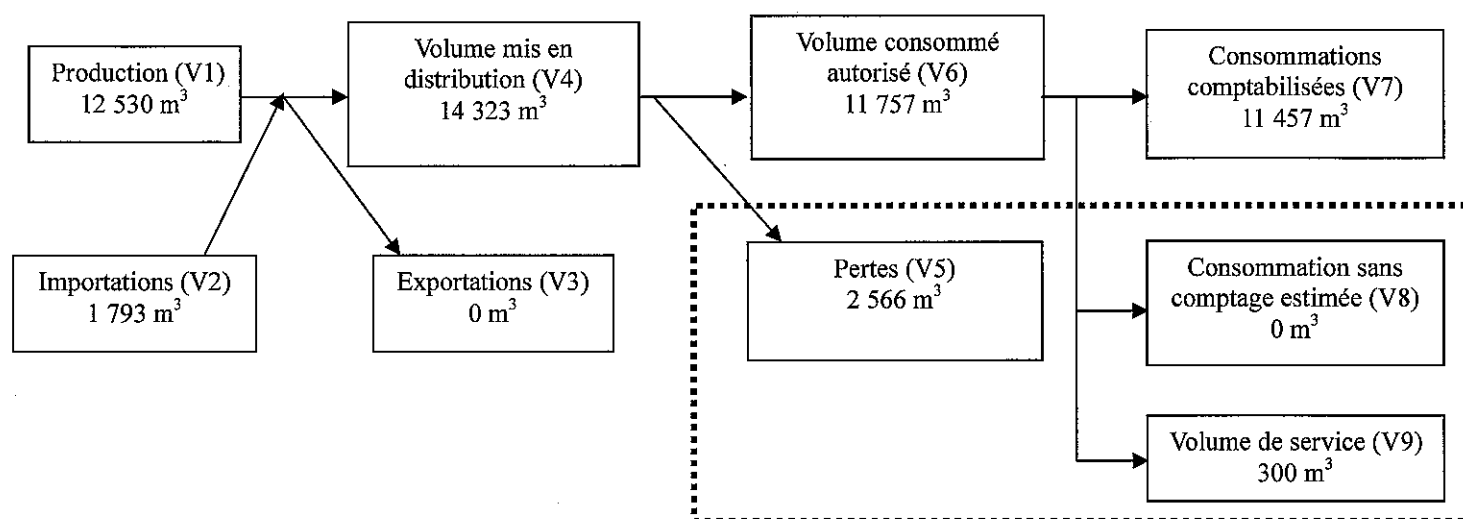 Production (V1)
12 530 m³
Volume mis en
distribution (V4)
14 323 m³
Volume consommé
autorisé (V6)
11 757 m³
Consommations
comptabilisées (V7)
11 457 m³
Importations (V2)
1 793 m³
Exportations (V3)
0 m³
Pertes (V5)
2 566 m³
Consommation sans
comptage estimée (V8)
0 m³
Volume de service (V9)
300 m³